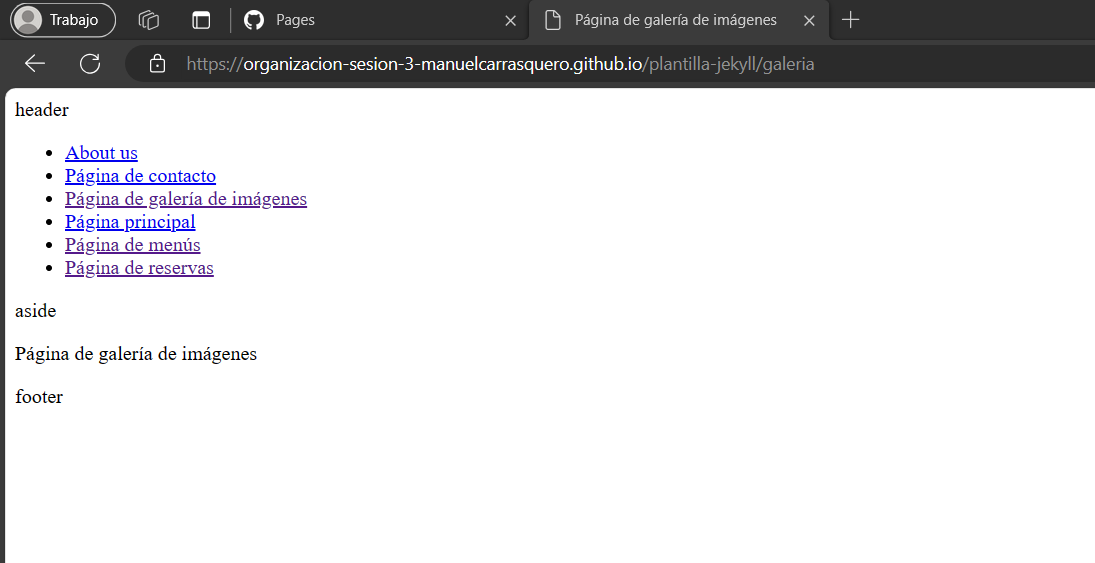 Trabajo
Pages
Página de galería de imágenes
https://organizacion-sesion-3-manuelcarrasquero.github.io/plantilla-jekyll/galeria
header
About us
Página de contacto
Página de galería de imágenes
Página principal
Página de menús
Página de reservas
aside
Página de galería de imágenes
footer